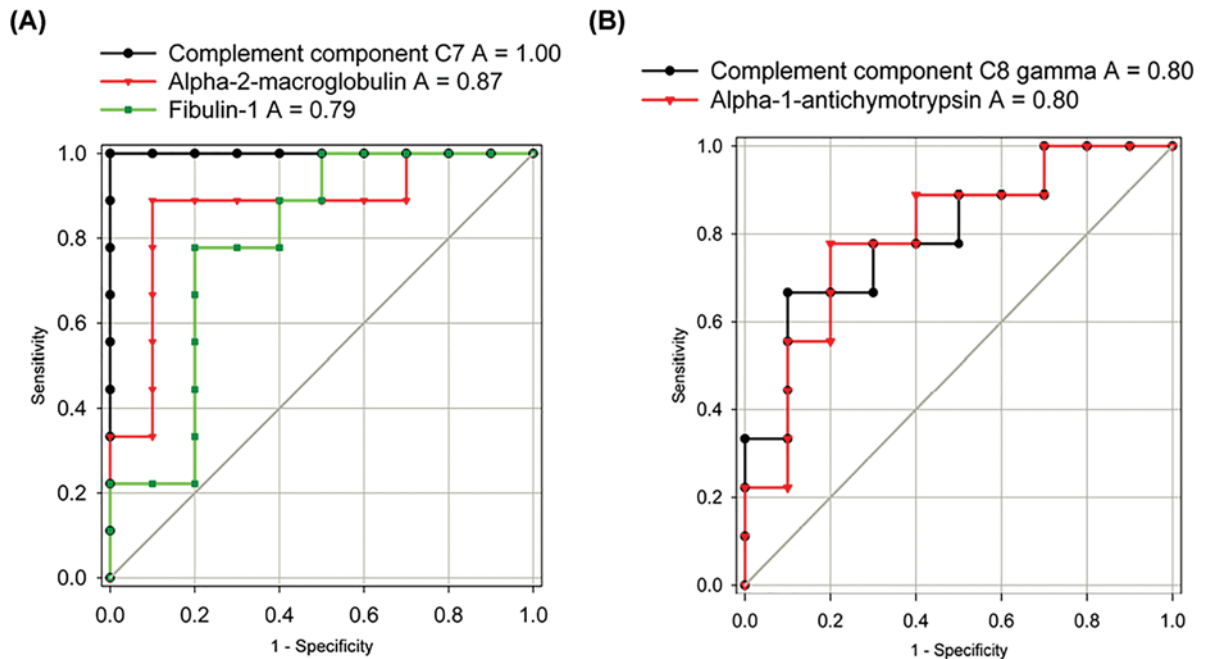 (A)
Complement component C7 A = 1.00
Alpha-2-macroglobulin A = 0.87
Fibulin-1 A = 0.79
1.0
0.8
0.6
0.4
0.2
0.0
Sensitivity
0.0 0.2 0.4 0.6 0.8 1.0
1 - Specificity
(B)
Complement component C8 gamma A = 0.80
Alpha-1-antichymotrypsin A = 0.80
1.0
0.8
0.6
0.4
0.2
0.0
Sensitivity
0.0 0.2 0.4 0.6 0.8 1.0
1 - Specificity